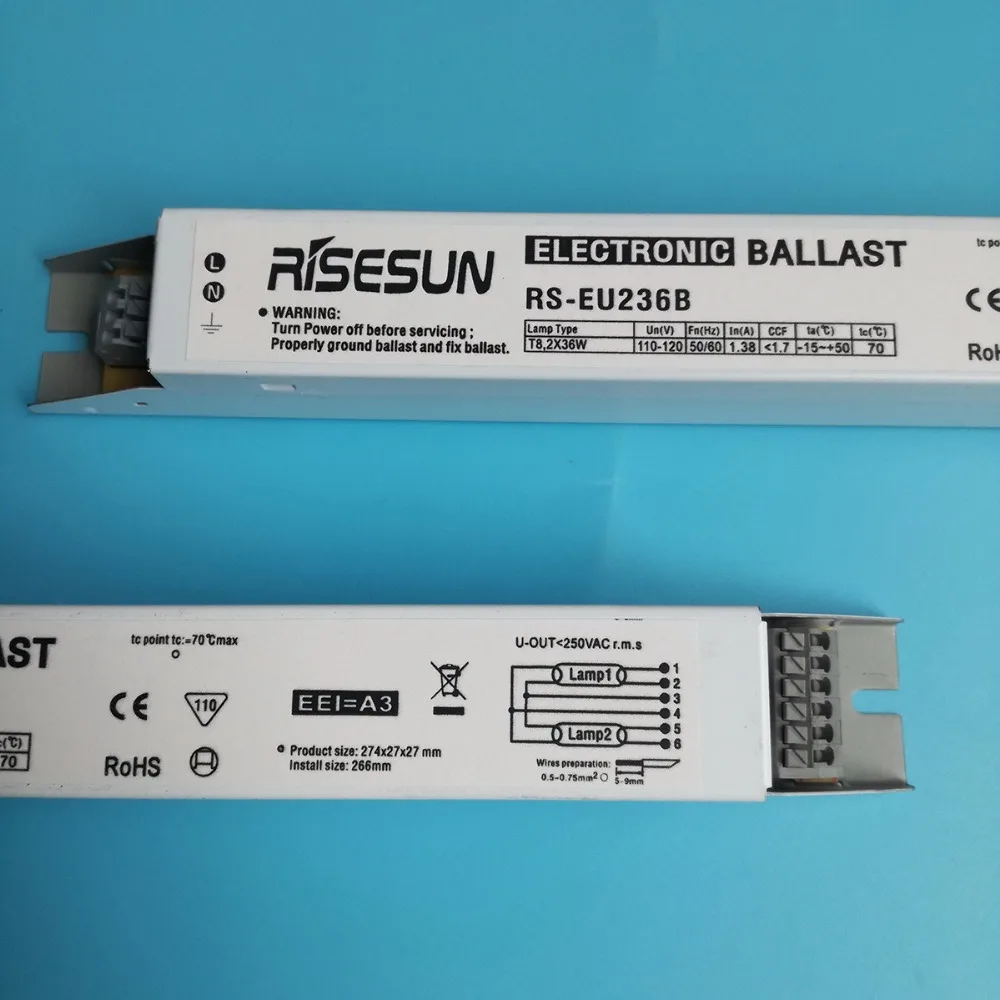 L
N
RISESUN
WARNING:
Turn Power off before servicing ;
Properly ground ballast and fix ballast.
ELECTRONIC BALLAST
RS-EU236B
Lamp Type Un(V) Fn(Hz) In(A) CCF ta(℃) tc(℃)
T8,2X36W 110-120 50/60 1.38 <1.7 -15~+50 70
tc poi
CE
RoH
AST
(℃)
70
tc point tc:=70℃max
CE
110
RoHS
EEI=A3
Product size: 274x27x27 mm
Install size: 266mm
U-OUT<250VAC r.m.s
Lamp1
Lamp2
1
2
3
4
5
6
Wires preparation:
0.5-0.75mm²
5-9mm